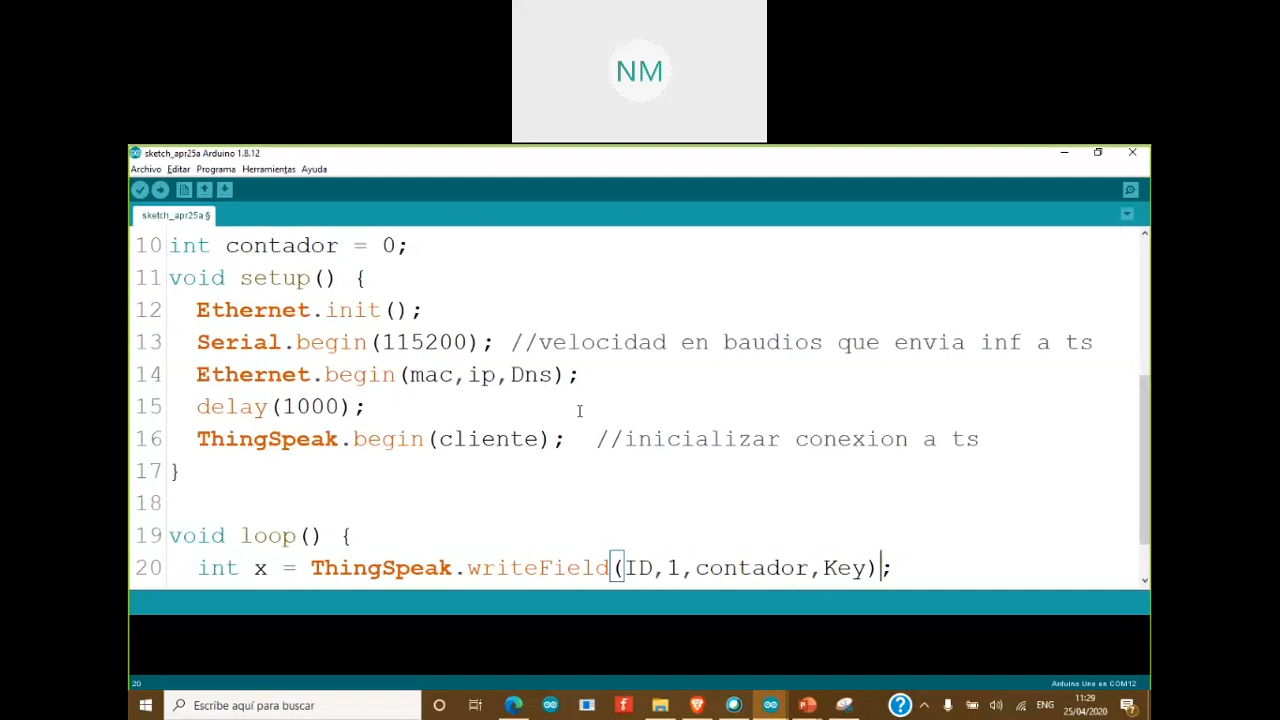 NM
sketch_apr25a Arduino 1.8.12
Archivo Editar Programa Herramientas Ayuda
sketch_apr25a §
10 int contador = 0;
11 void setup() {
12 Ethernet.init();
13 Serial.begin(115200); //velocidad en baudios que envia inf a ts
14 Ethernet.begin(mac,ip,Dns);
15 delay(1000);
16 ThingSpeak.begin(cliente); //inicializar conexion a ts
17 }
18
19 void loop() {
20 int x = ThingSpeak.writeField(ID,1,contador,Key);
20
Arduino Uno en COM12
Escribe aquí para buscar
ENG
11:29
25/04/2020
7